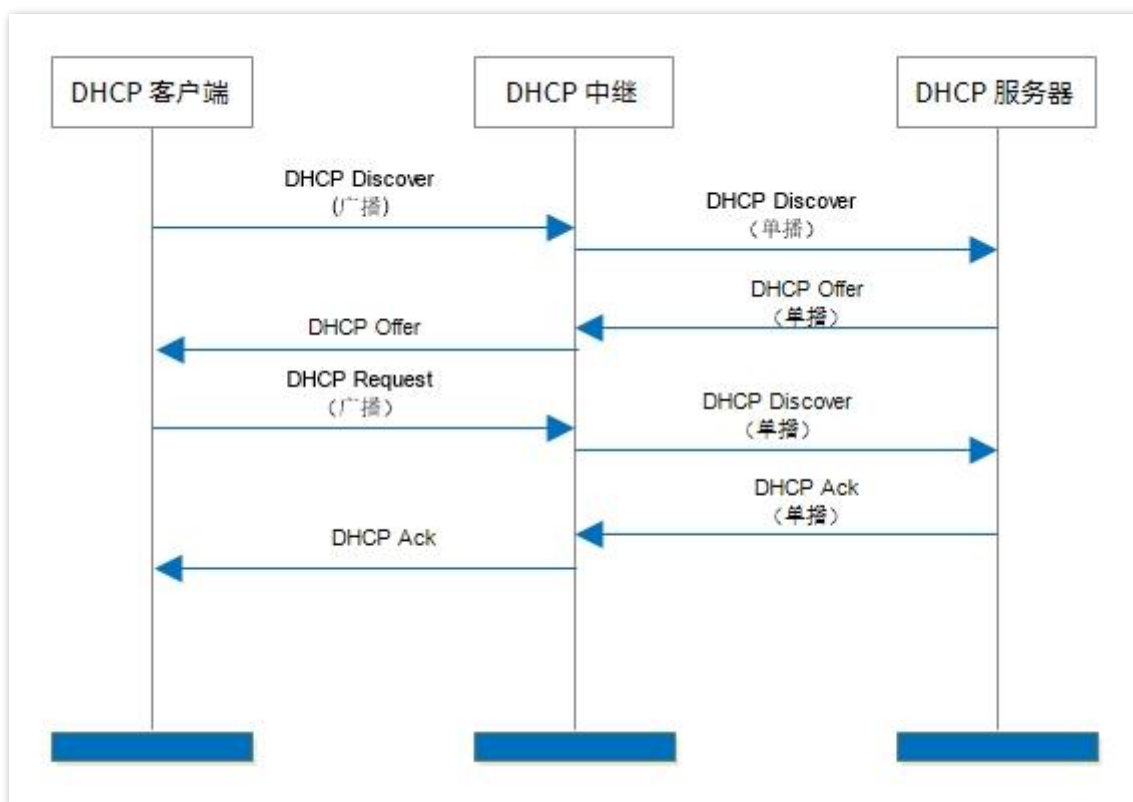 DHCP 客户端
DHCP 中继
DHCP 服务器
DHCP Discover
(广播)
DHCP Discover
（单播）
DHCP Offer
（单播）
DHCP Offer
DHCP Request
（广播）
DHCP Discover
（单播）
DHCP Ack
（单播）
DHCP Ack